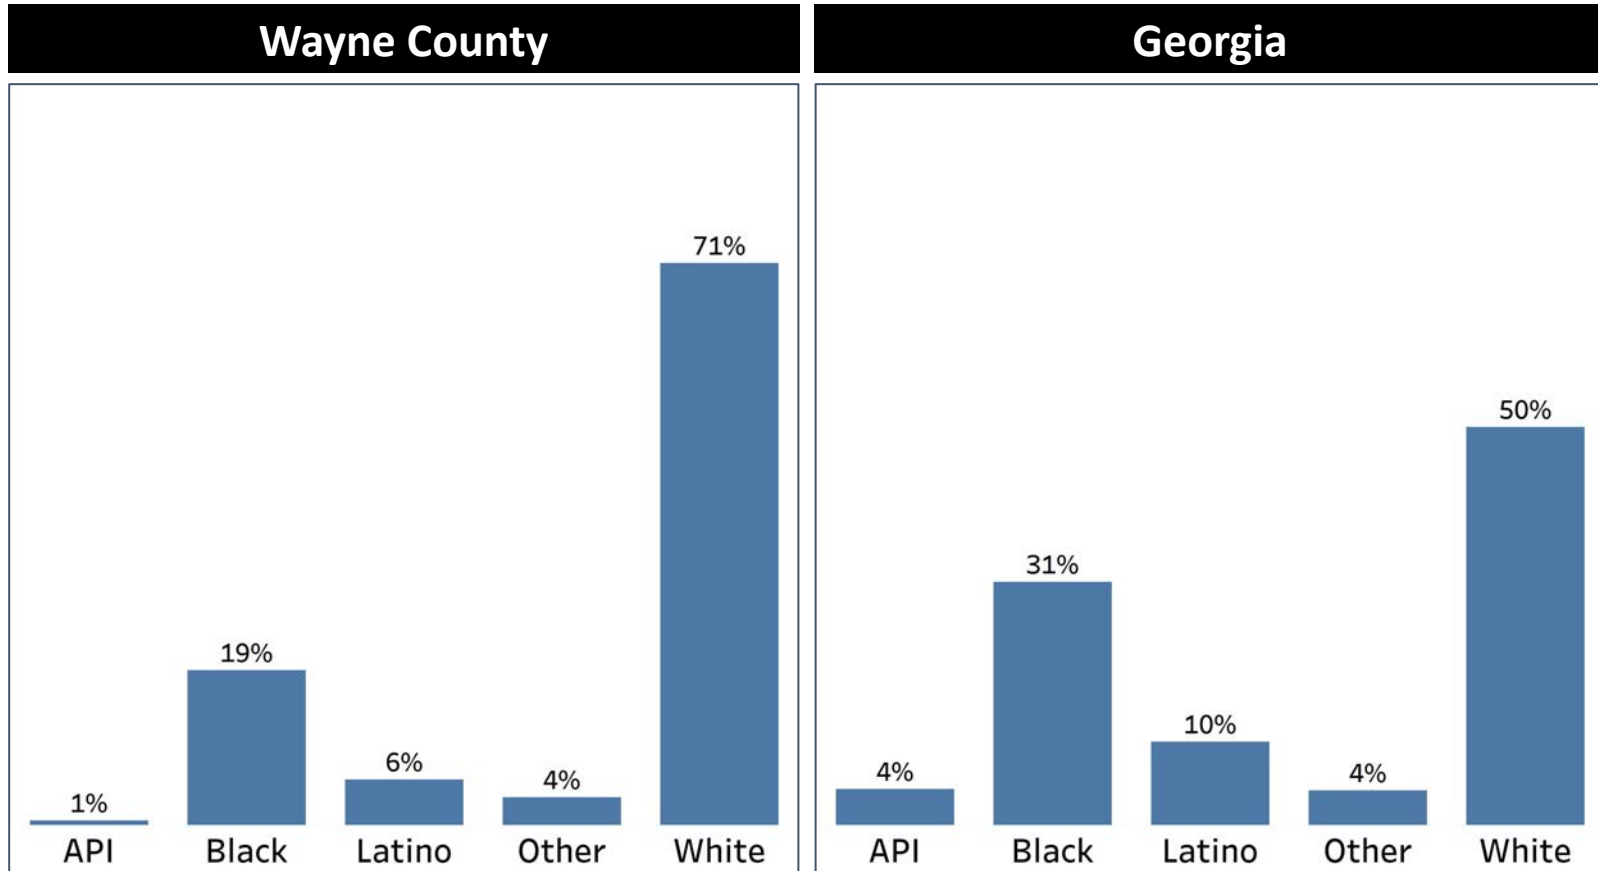 Wayne County
71%
19%
6%
4%
1%
API Black Latino Other White
Georgia
50%
31%
10%
4%
4%
API Black Latino Other White